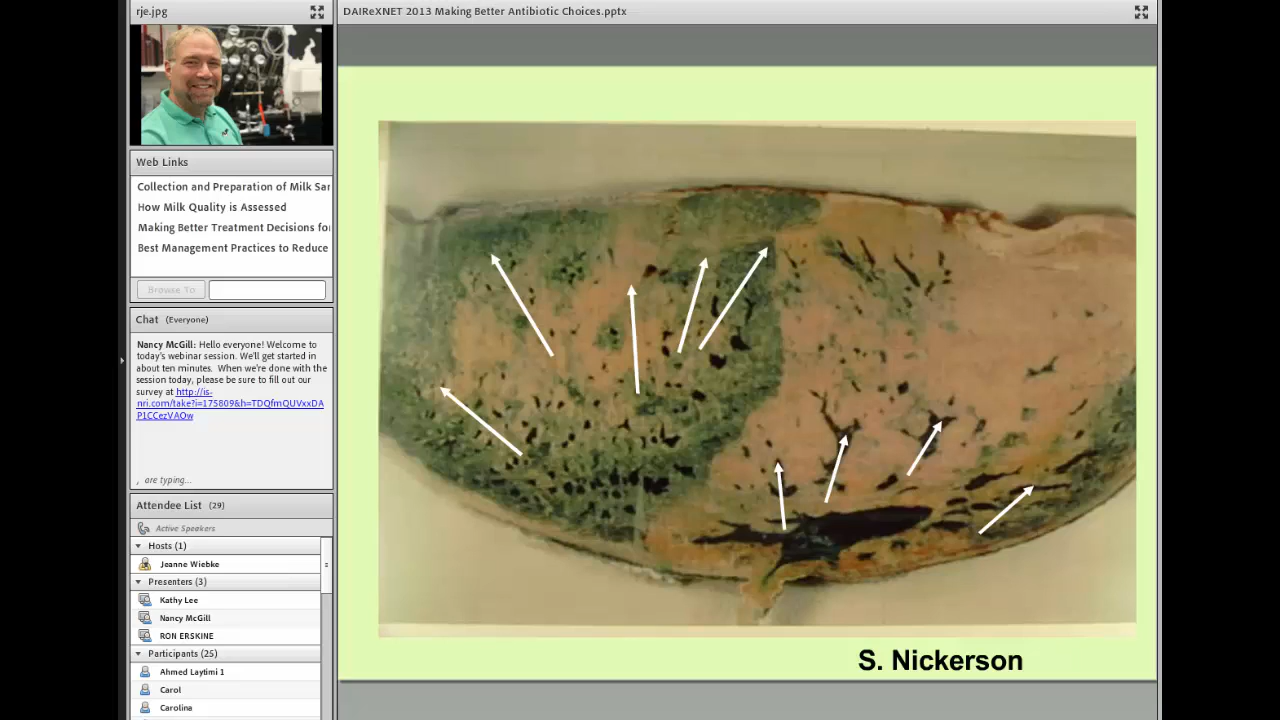 rje.jpg
DAIReXNET 2013 Making Better Antibiotic Choices.pptx
Web Links
Collection and Preparation of Milk Sar
How Milk Quality is Assessed
Making Better Treatment Decisions for
Best Management Practices to Reduce
Browse To
Chat (Everyone)
Nancy McGill: Hello everyone! Welcome to
today's webinar session. We'll get started in
about ten minutes. When we're done with the
session today, please be sure to fill out our
survey at http://is-
nri.com/take?i=175809&h=TDQfmQUVxxDA
P1CCezVAOw
, are typing...
Attendee List (29)
Active Speakers
Hosts (1)
Jeanne Wiebke
Presenters (3)
Kathy Lee
Nancy McGill
RON ERSKINE
Participants (25)
Ahmed Laytimi 1
Carol
Carolina
S. Nickerson